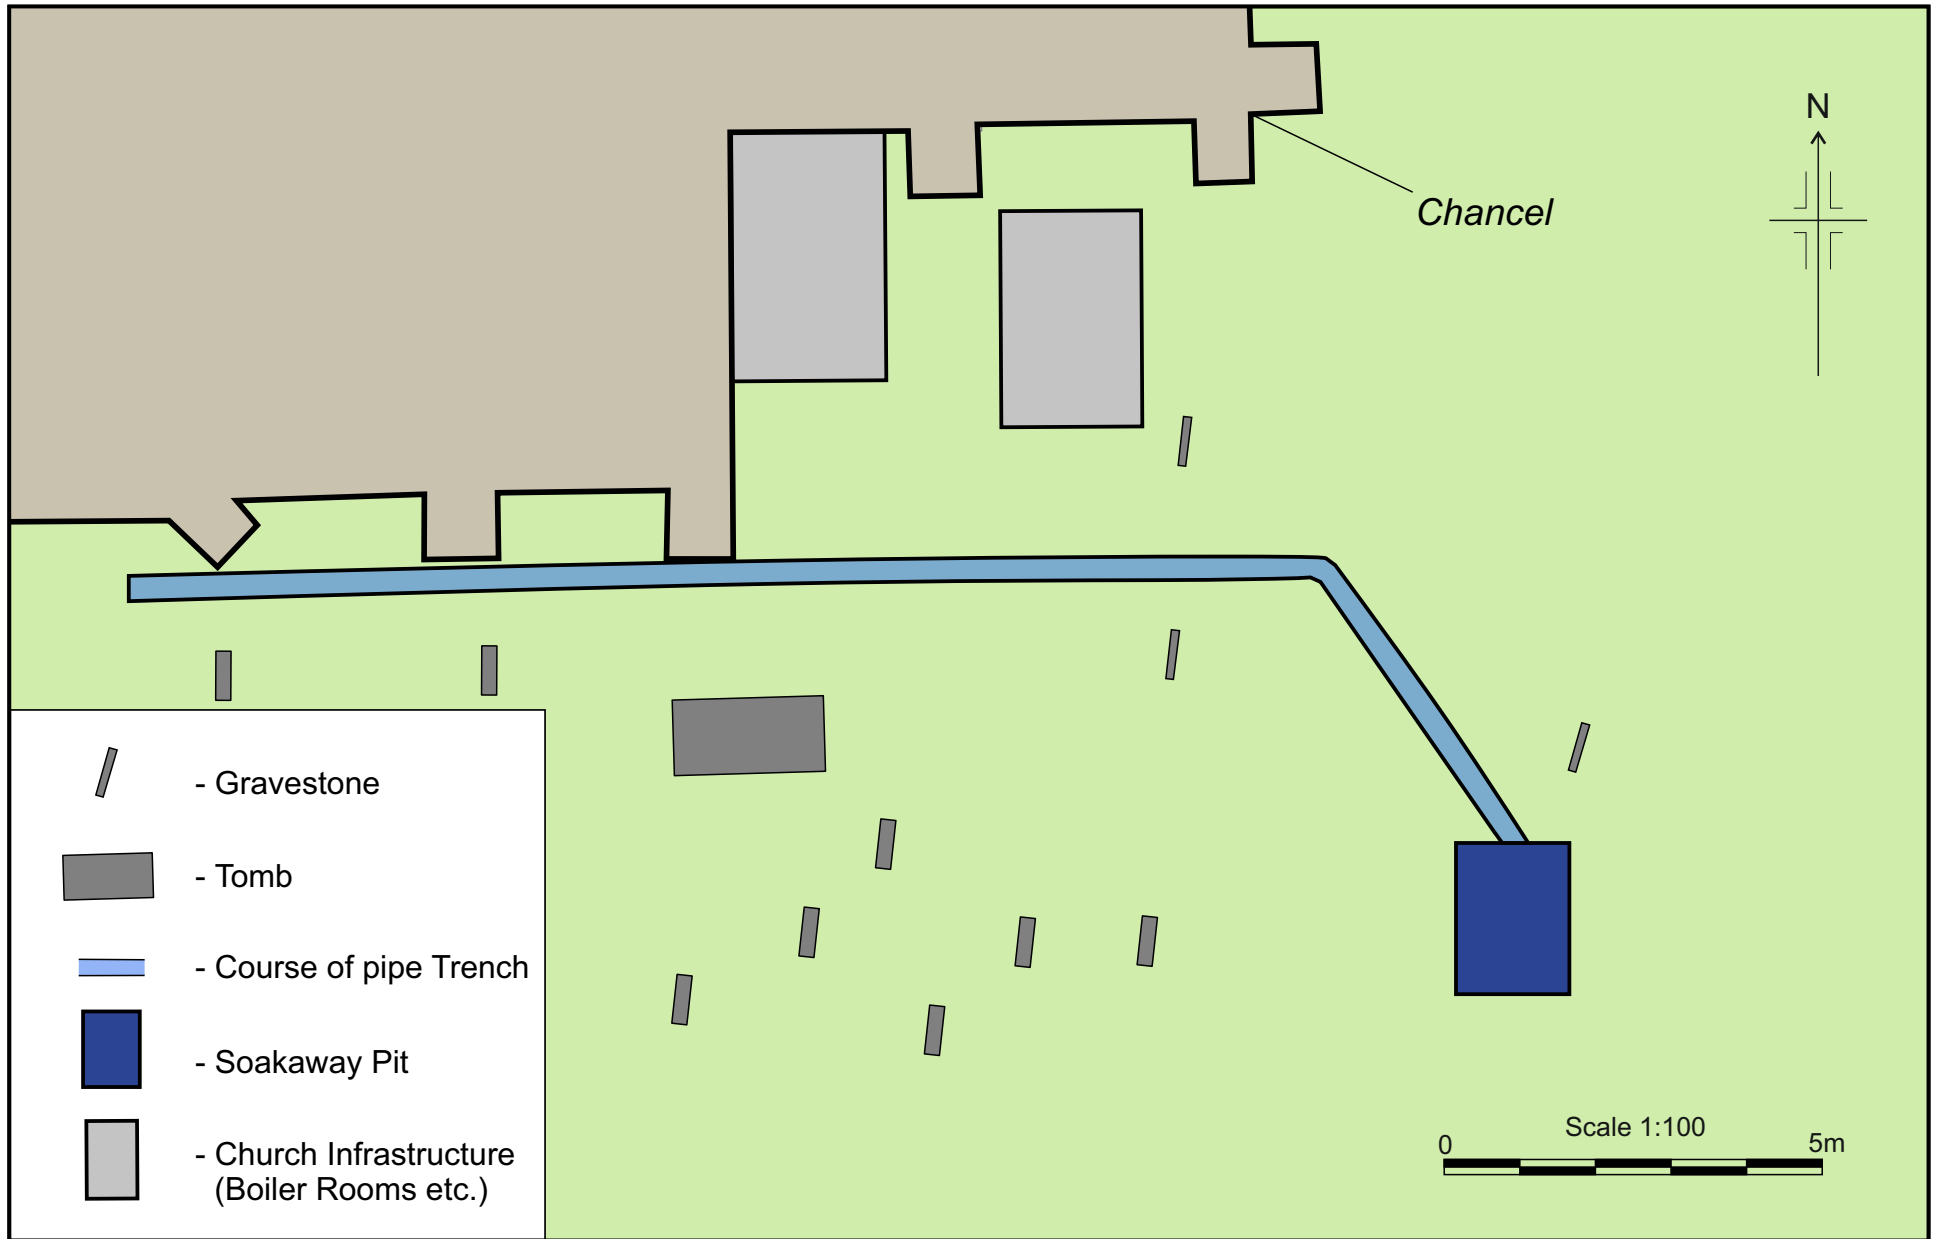 N
Chancel
- Gravestone
- Tomb
- Course of pipe Trench
- Soakaway Pit
- Church Infrastructure
(Boiler Rooms etc.)
Scale 1:100
0 5m